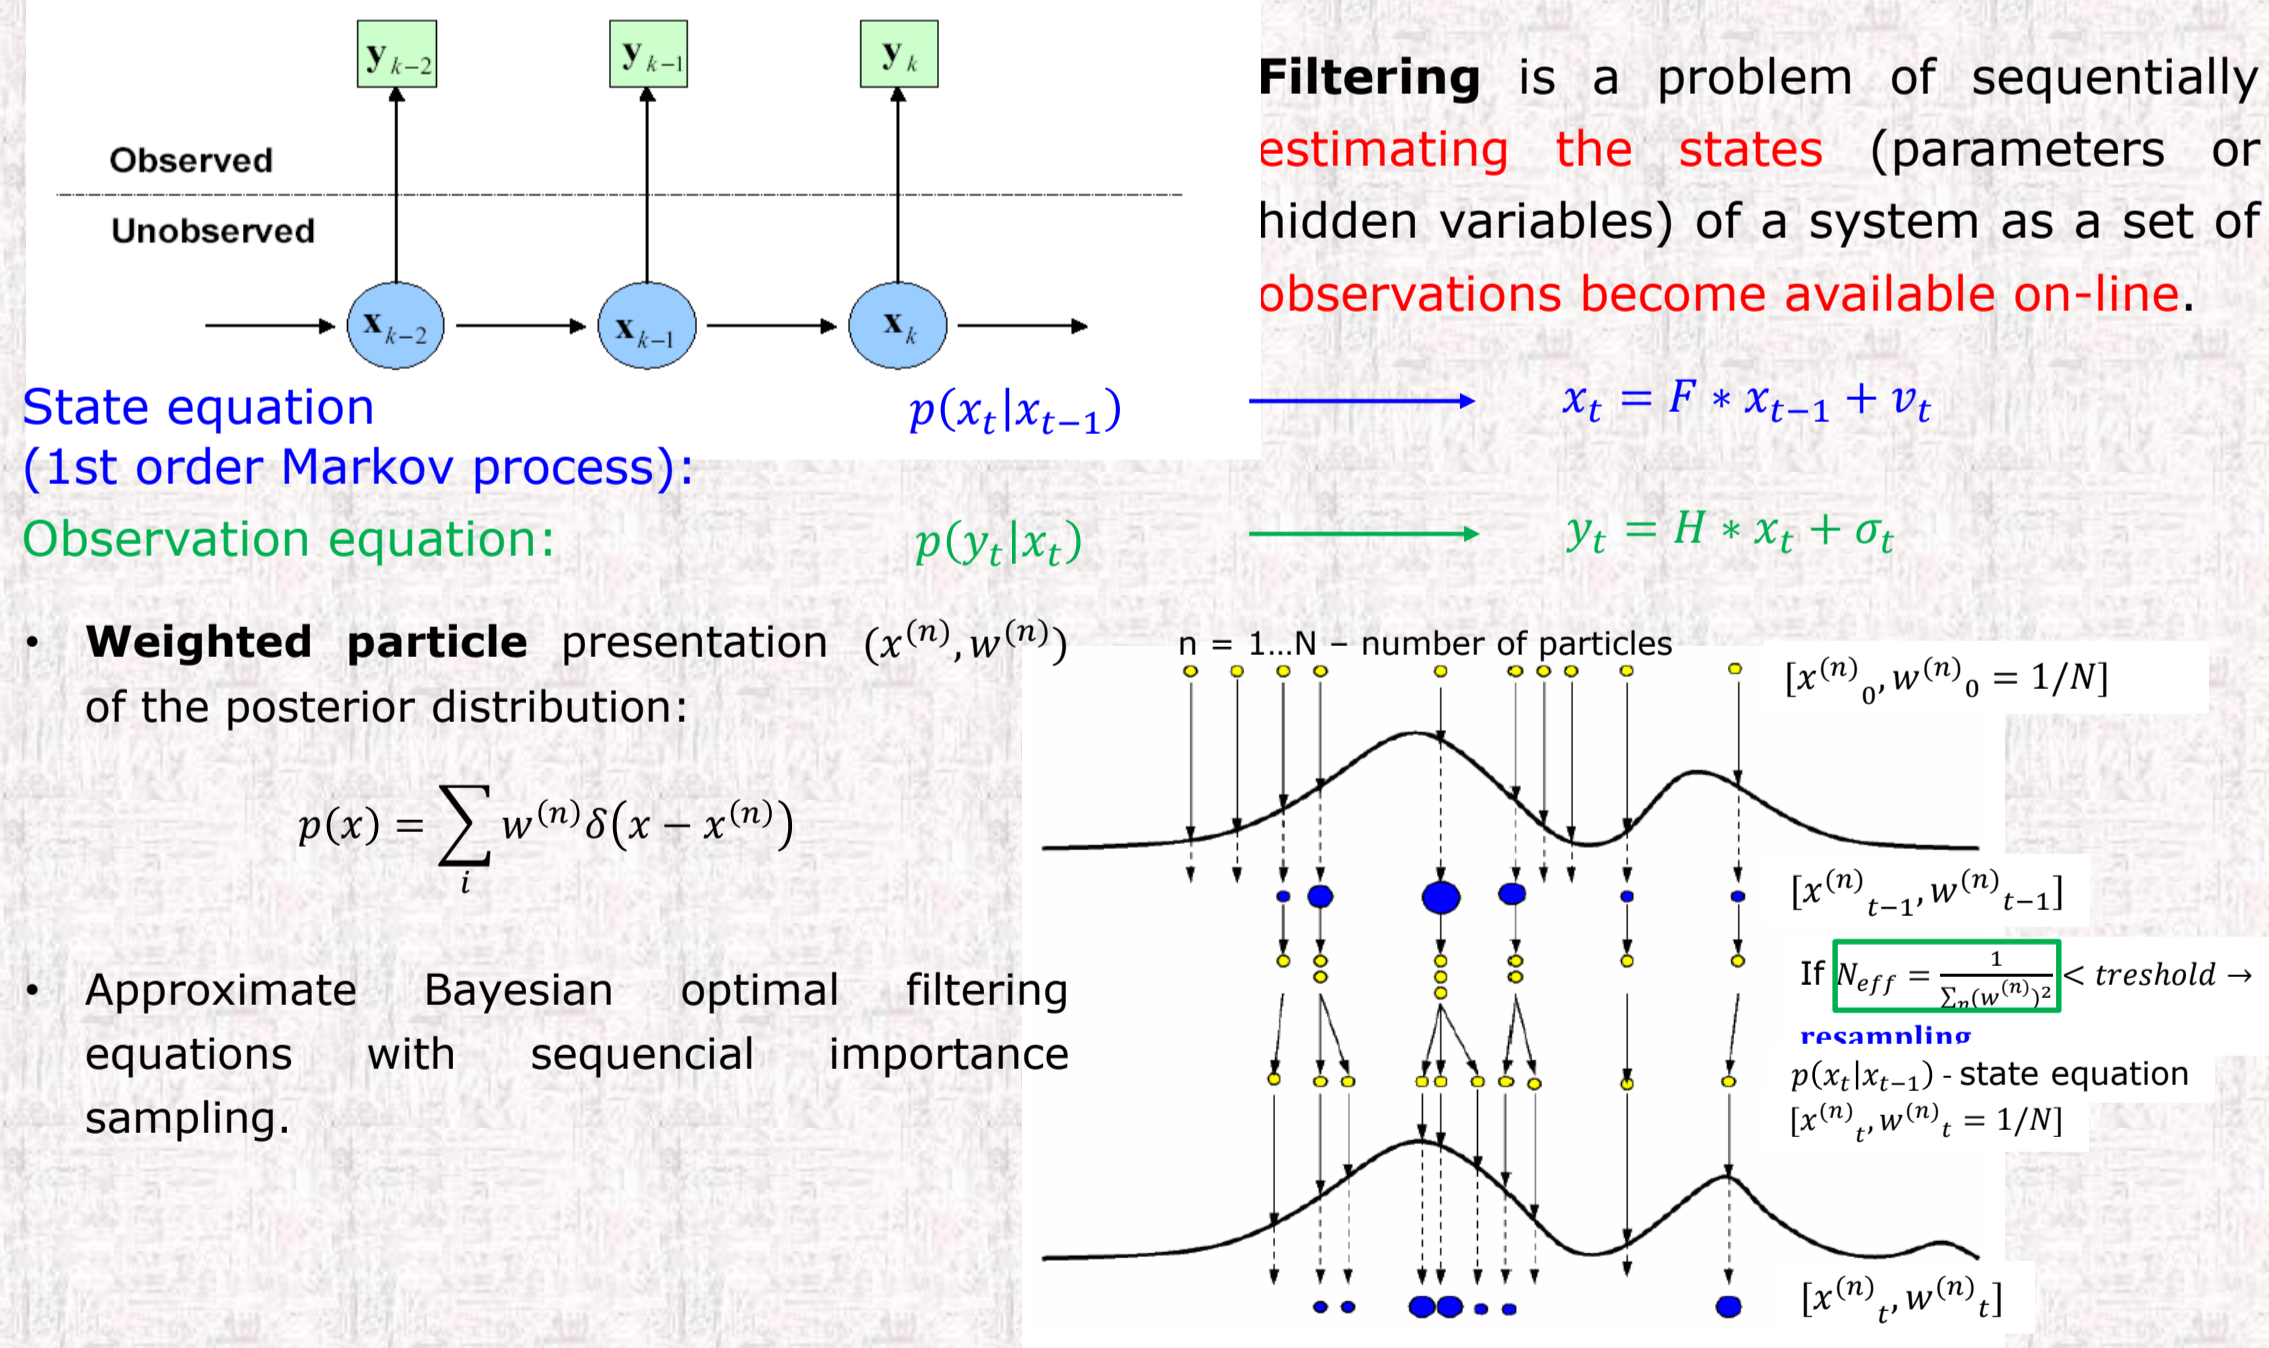 y_{k−2} y_{k−1} y_k
Observed
Unobserved
x_{k−2} x_{k−1} x_k
Filtering is a problem of sequentially
estimating the states (parameters or
hidden variables) of a system as a set of
observations become available on-line.
State equation
(1st order Markov process):
p(x_t|x_{t−1})
x_t = F ∗ x_{t−1} + v_t
Observation equation:
p(y_t|x_t)
y_t = H ∗ x_t + σ_t
• Weighted particle presentation (x^{(n)}, w^{(n)})
of the posterior distribution:
p(x) = ∑_i w^{(n)} δ(x − x^{(n)})
• Approximate Bayesian optimal filtering
equations with sequencial importance
sampling.
n = 1...N – number of particles
[x^{(n)}_0, w^{(n)}_0 = 1/N]
[x^{(n)}_{t−1}, w^{(n)}_{t−1}]
If N_{eff} = 1/∑_n(w^{(n)})^2 < treshold →
resampling
p(x_t|x_{t−1}) - state equation
[x^{(n)}_t, w^{(n)}_t = 1/N]
[x^{(n)}_t, w^{(n)}_t]